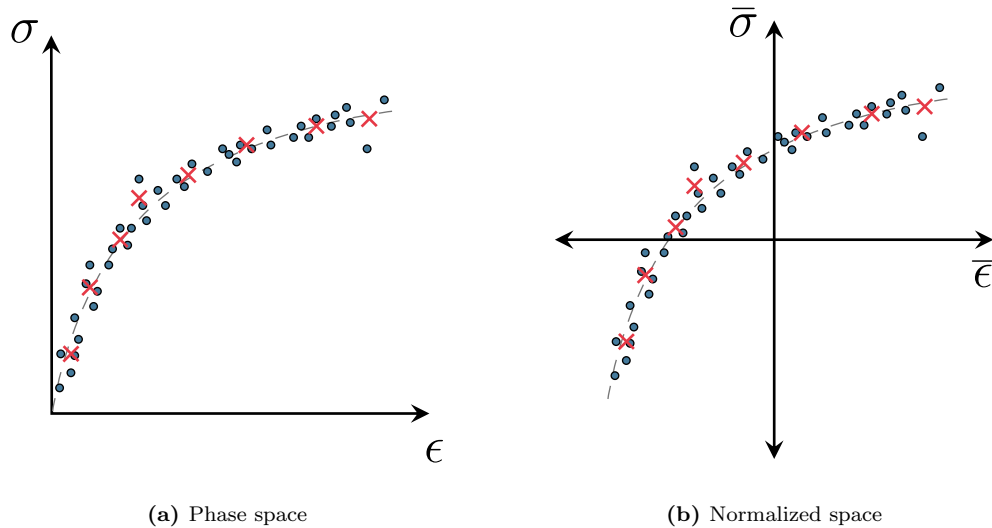 σ
ϵ
(a) Phase space
σ̅
ϵ̅
(b) Normalized space